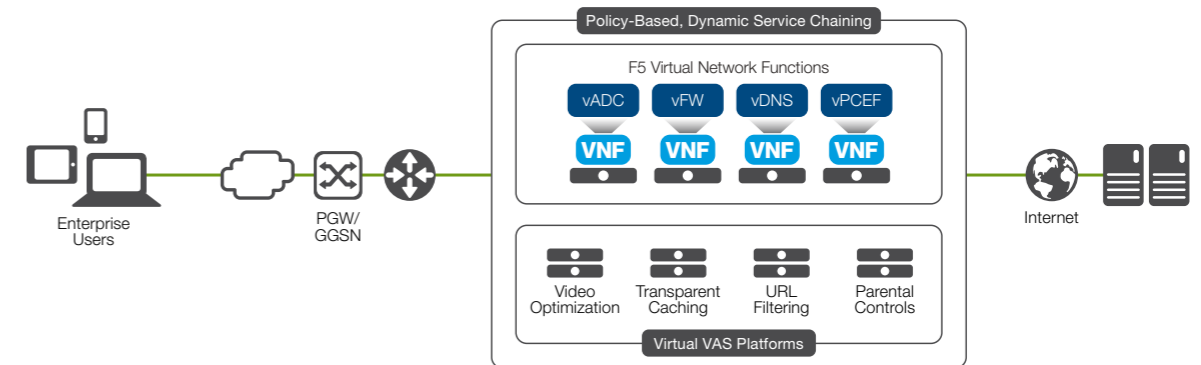 Policy-Based, Dynamic Service Chaining
F5 Virtual Network Functions
vADC
vFW
vDNS
vPCEF
VNF
VNF
VNF
VNF
Enterprise
Users
PGW/
GGSN
Internet
Video
Optimization
Transparent
Caching
URL
Filtering
Parental
Controls
Virtual VAS Platforms